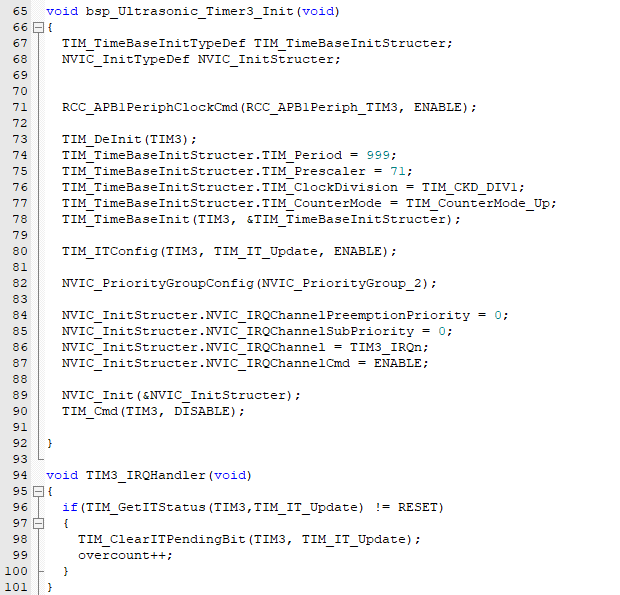 65 void bsp_Ultrasonic_Timer3_Init(void)
66 {
67 TIM_TimeBaseInitTypeDef TIM_TimeBaseInitStructer;
68 NVIC_InitTypeDef NVIC_InitStructer;
69
70
71 RCC_APB1PeriphClockCmd(RCC_APB1Periph_TIM3, ENABLE);
72
73 TIM_DeInit(TIM3);
74 TIM_TimeBaseInitStructer.TIM_Period = 999;
75 TIM_TimeBaseInitStructer.TIM_Prescaler = 71;
76 TIM_TimeBaseInitStructer.TIM_ClockDivision = TIM_CKD_DIV1;
77 TIM_TimeBaseInitStructer.TIM_CounterMode = TIM_CounterMode_Up;
78 TIM_TimeBaseInit(TIM3, &TIM_TimeBaseInitStructer);
79
80 TIM_ITConfig(TIM3, TIM_IT_Update, ENABLE);
81
82 NVIC_PriorityGroupConfig(NVIC_PriorityGroup_2);
83
84 NVIC_InitStructer.NVIC_IRQChannelPreemptionPriority = 0;
85 NVIC_InitStructer.NVIC_IRQChannelSubPriority = 0;
86 NVIC_InitStructer.NVIC_IRQChannel = TIM3_IRQn;
87 NVIC_InitStructer.NVIC_IRQChannelCmd = ENABLE;
88
89 NVIC_Init(&NVIC_InitStructer);
90 TIM_Cmd(TIM3, DISABLE);
91
92 }
93
94 void TIM3_IRQHandler(void)
95 {
96 if(TIM_GetITStatus(TIM3,TIM_IT_Update) != RESET)
97 {
98 TIM_ClearITPendingBit(TIM3, TIM_IT_Update);
99 overcount++;
100 }
101 }